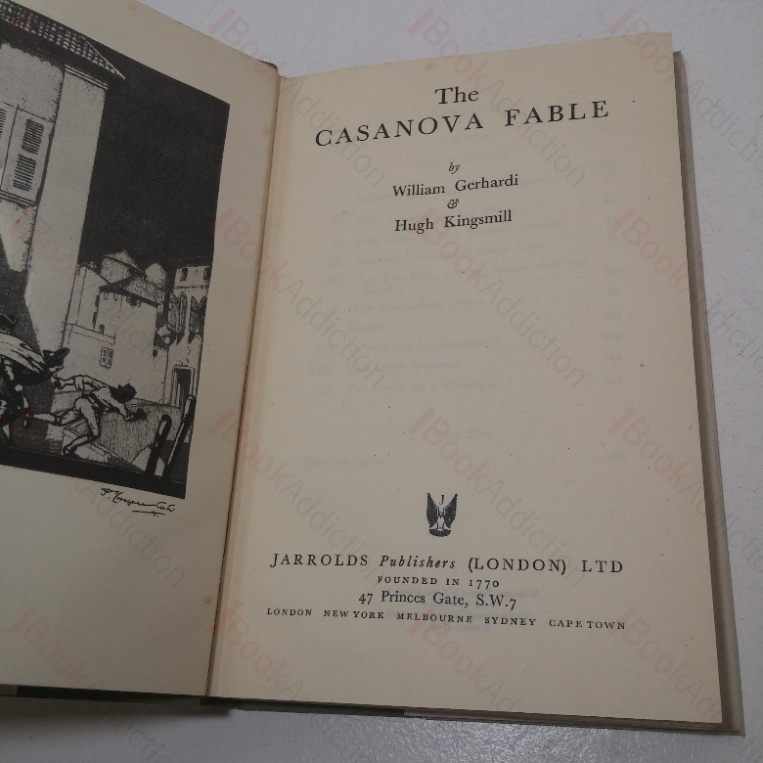 The
CASANOVA FABLE
by
William Gerhardi
&
Hugh Kingsmill
J
JARROLDS Publishers (LONDON) LTD
FOUNDED IN 1770
47 Princes Gate, S.W.7
LONDON NEW YORK MELBOURNE SYDNEY CAPE TOWN
BookAddiction